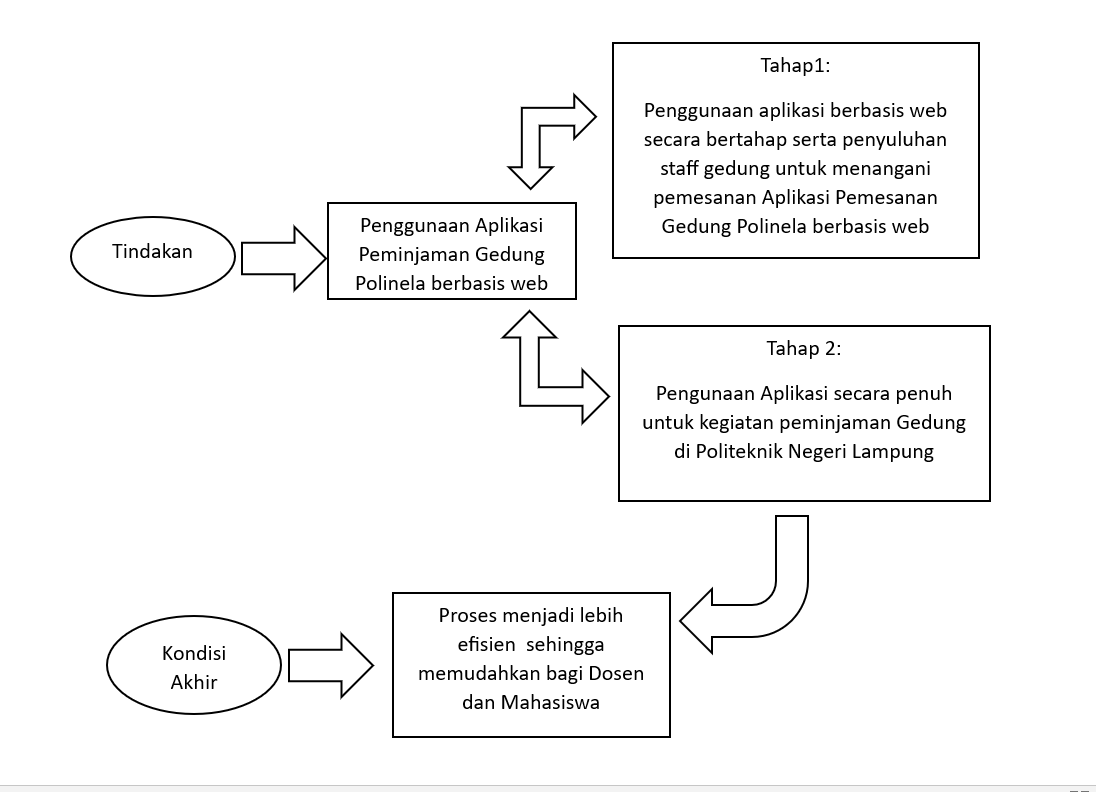 Tahap1:
Penggunaan aplikasi berbasis web
secara bertahap serta penyuluhan
staff gedung untuk menangani
pemesanan Aplikasi Pemesanan
Gedung Polinela berbasis web
Tindakan
Penggunaan Aplikasi
Peminjaman Gedung
Polinela berbasis web
Tahap 2:
Pengunaan Aplikasi secara penuh
untuk kegiatan peminjaman Gedung
di Politeknik Negeri Lampung
Kondisi
Akhir
Proses menjadi lebih
efisien  sehingga
memudahkan bagi Dosen
dan Mahasiswa